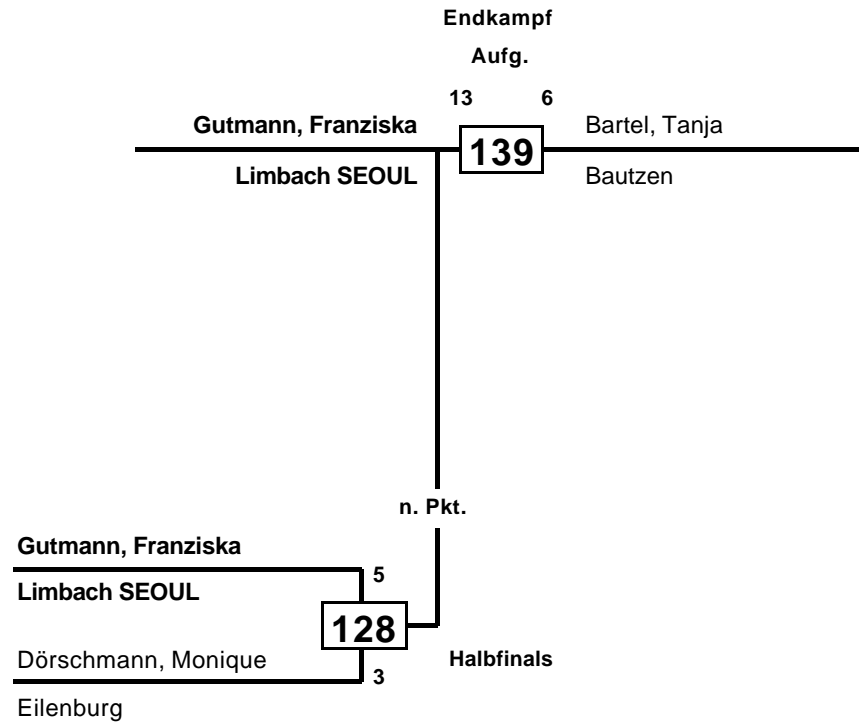 Endkampf
Aufg.
13 6
Gutmann, Franziska 139 Bartel, Tanja
Limbach SEOUL Bautzen
n. Pkt.
Gutmann, Franziska
5
Limbach SEOUL
128
Dörschmann, Monique Halbfinals
3
Eilenburg